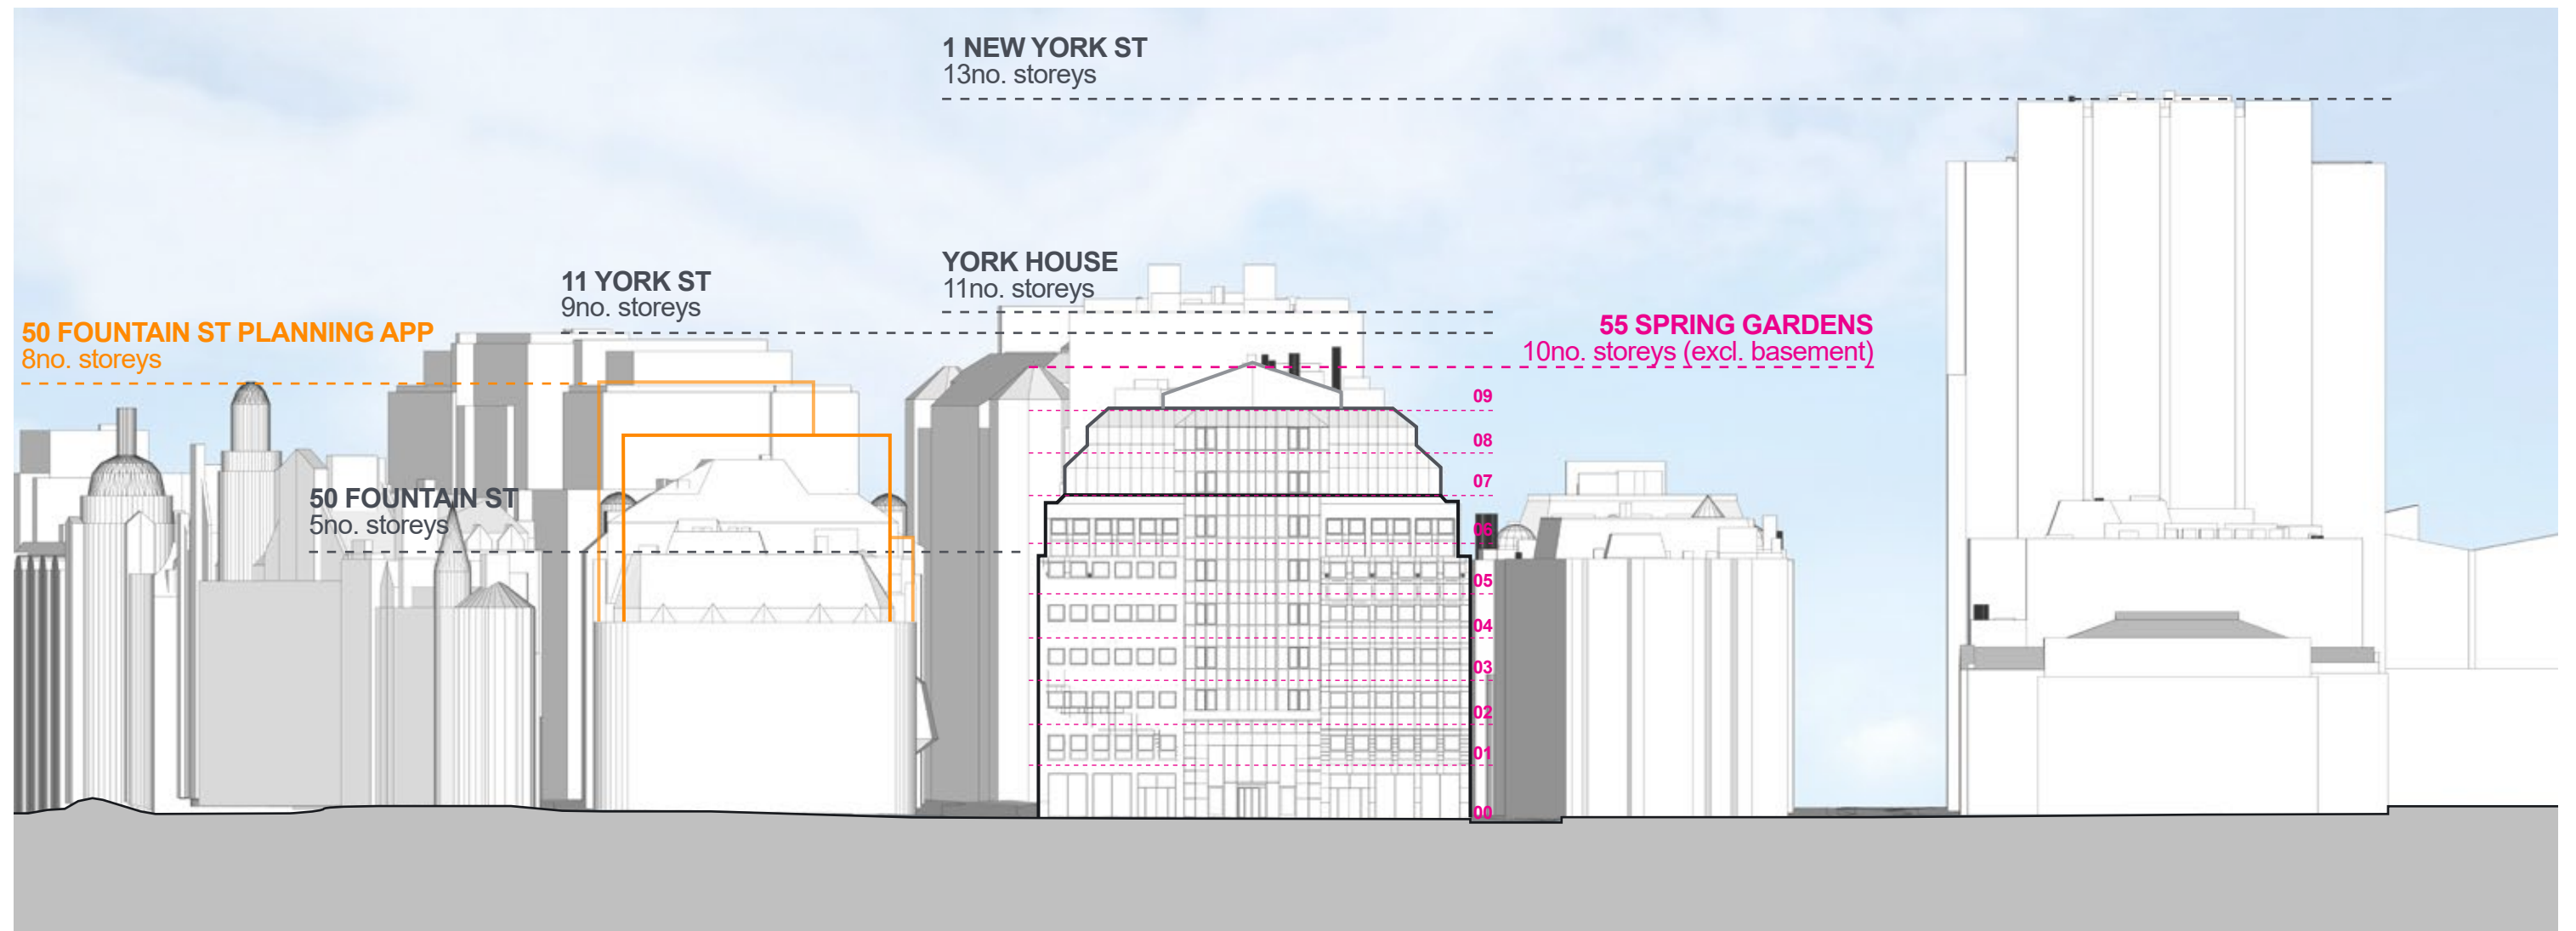 1 NEW YORK ST
13no. storeys
YORK HOUSE
11no. storeys
11 YORK ST
9no. storeys
50 FOUNTAIN ST PLANNING APP
8no. storeys
55 SPRING GARDENS
10no. storeys (excl. basement)
50 FOUNTAIN ST
5no. storeys
09
08
07
06
05
04
03
02
01
00